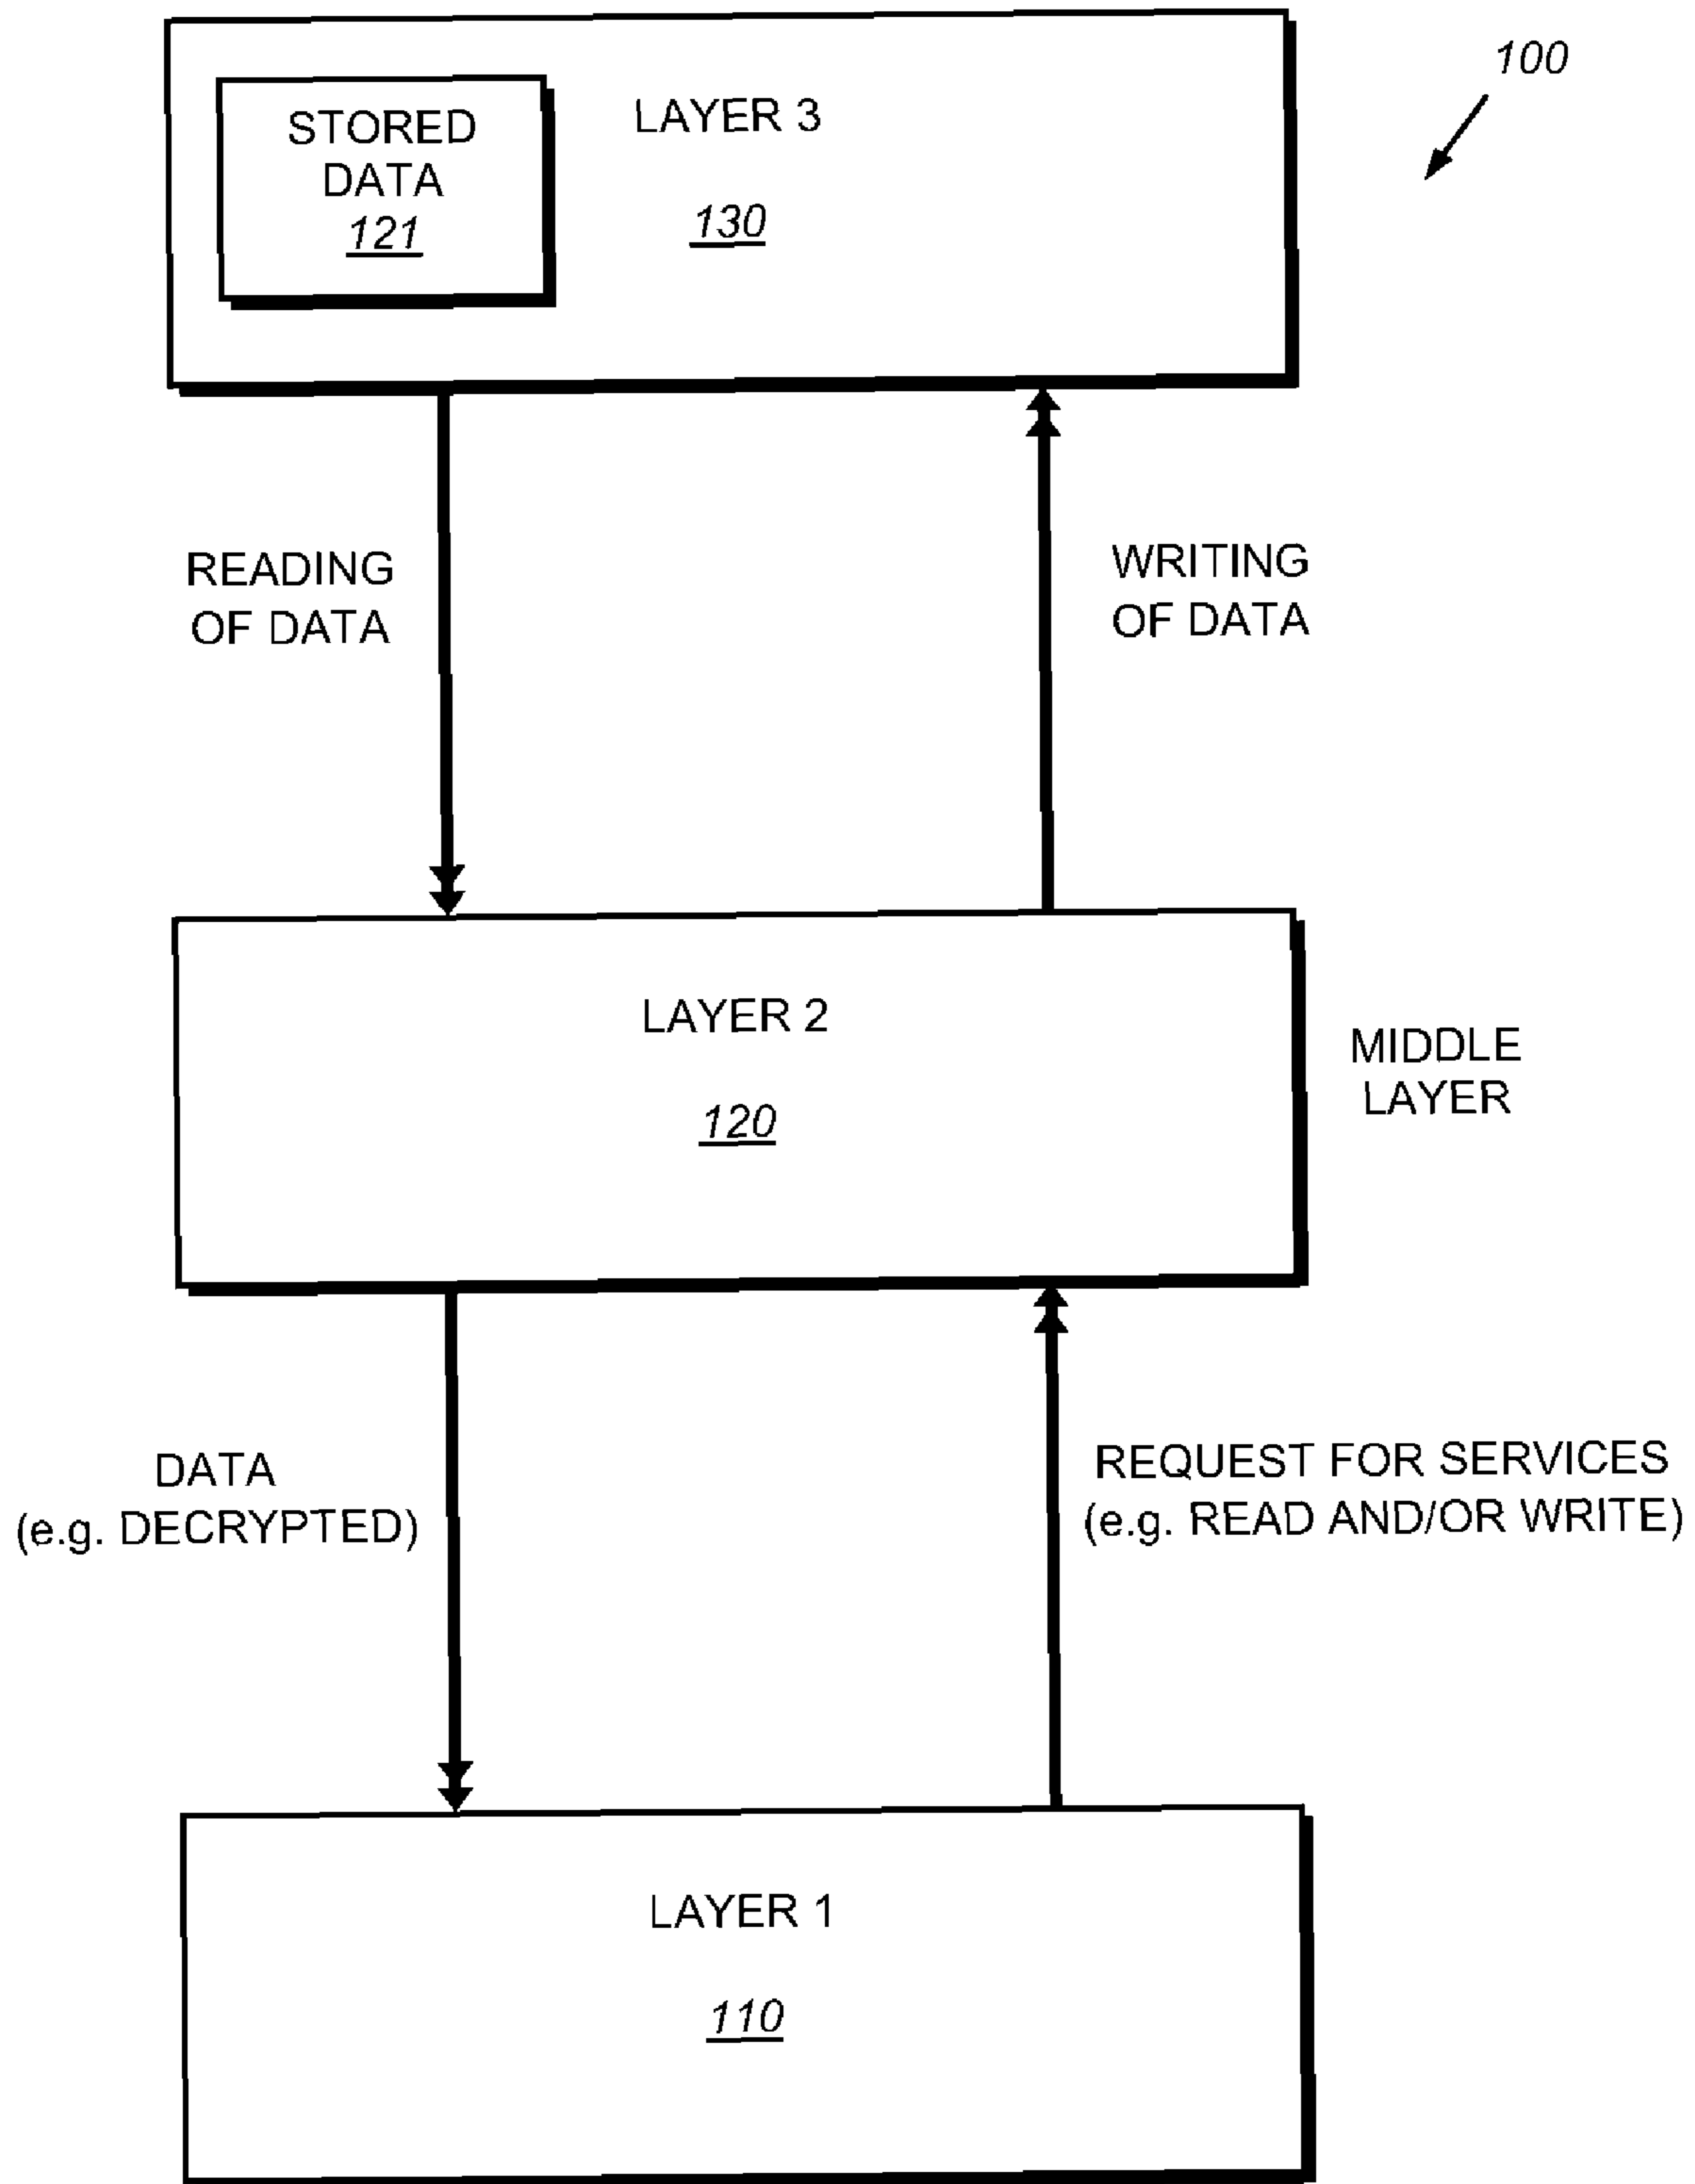 100
STORED
DATA
121
LAYER 3
130
READING
OF DATA
WRITING
OF DATA
LAYER 2
120
MIDDLE
LAYER
DATA
(e.g. DECRYPTED)
REQUEST FOR SERVICES
(e.g. READ AND/OR WRITE)
LAYER 1
110